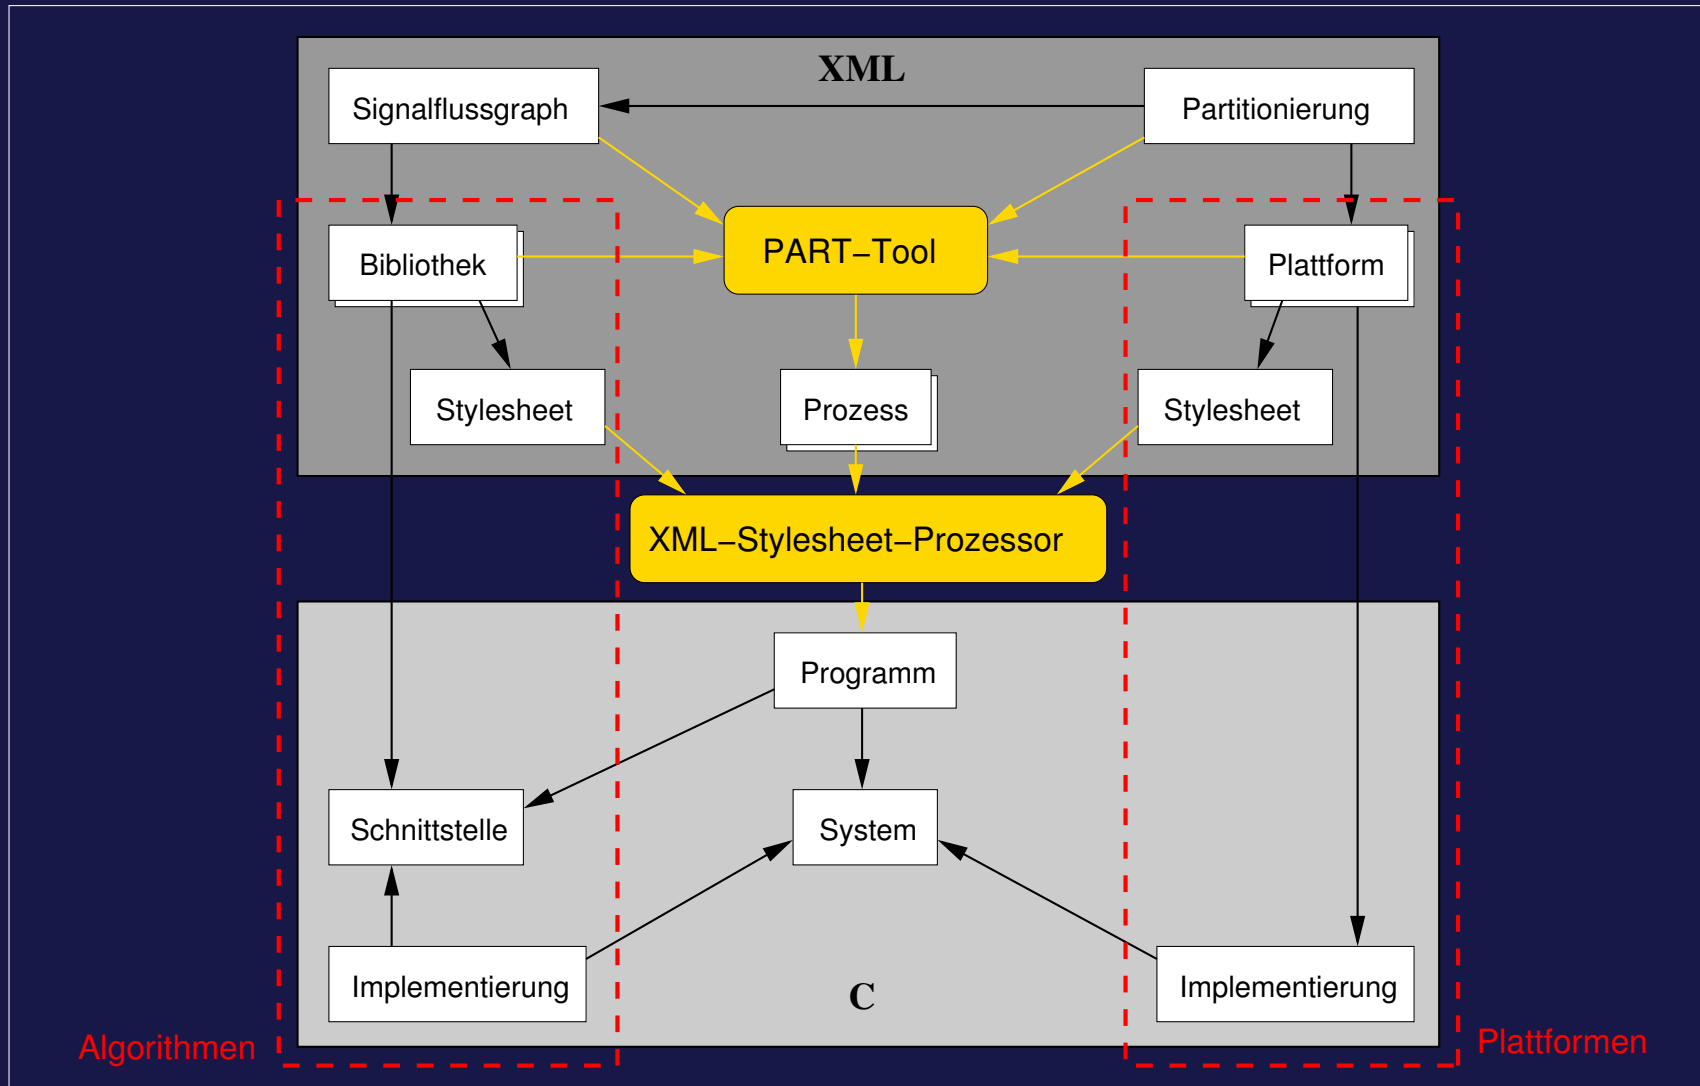 XML
Signalflussgraph
Partitionierung
PART–Tool
Bibliothek
Plattform
Stylesheet
Prozess
Stylesheet
XML–Stylesheet–Prozessor
Programm
Schnittstelle
System
Implementierung
C
Implementierung
Algorithmen
Plattformen